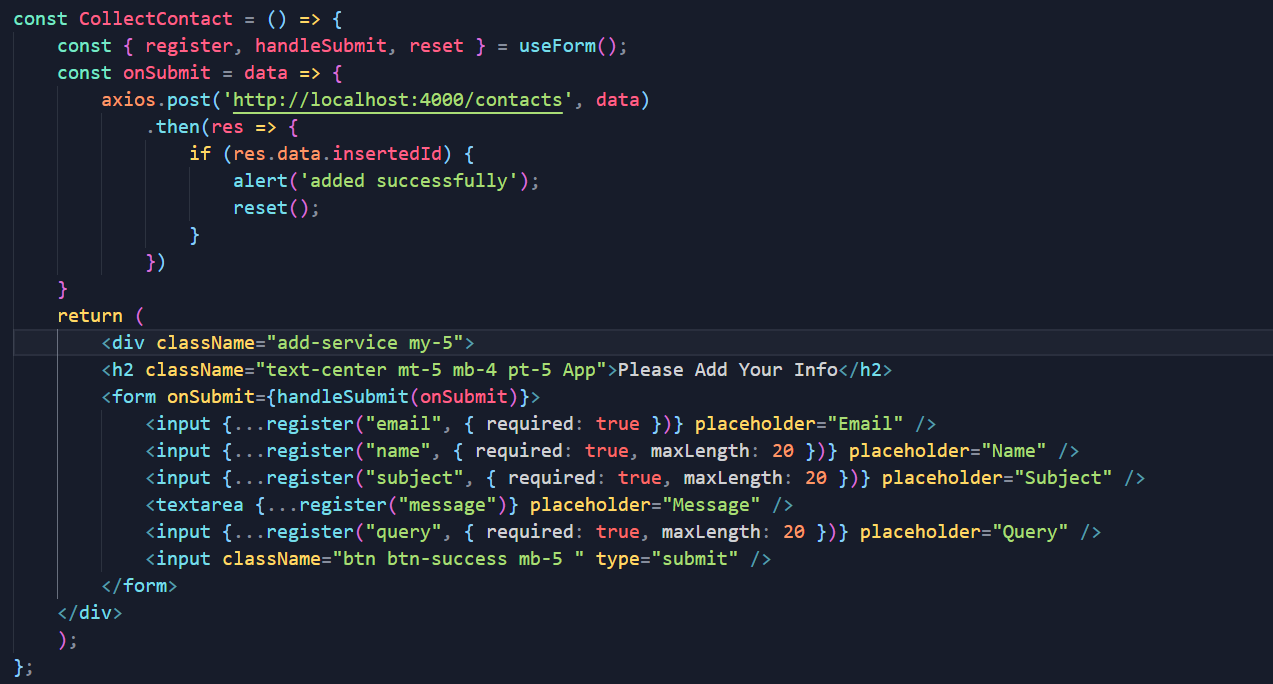 const CollectContact = () => {
    const { register, handleSubmit, reset } = useForm();
    const onSubmit = data => {
        axios.post('http://localhost:4000/contacts', data)
            .then(res => {
                if (res.data.insertedId) {
                    alert('added successfully');
                    reset();
                }
            })
    }
    return (
        <div className="add-service my-5">
        <h2 className="text-center mt-5 mb-4 pt-5 App">Please Add Your Info</h2>
        <form onSubmit={handleSubmit(onSubmit)}>
            <input {...register("email", { required: true })} placeholder="Email" />
            <input {...register("name", { required: true, maxLength: 20 })} placeholder="Name" />
            <input {...register("subject", { required: true, maxLength: 20 })} placeholder="Subject" />
            <textarea {...register("message")} placeholder="Message" />
            <input {...register("query", { required: true, maxLength: 20 })} placeholder="Query" />
            <input className="btn btn-success mb-5 " type="submit" />
        </form>
    </div>
    );
};